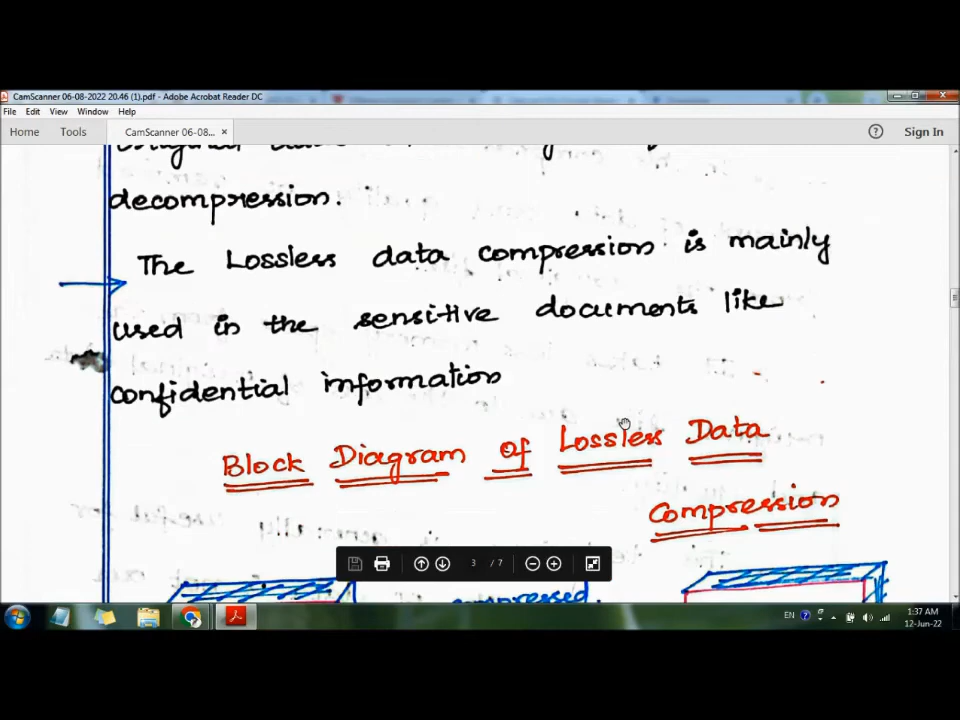 CamScanner 06-08-2022 20.46 (1).pdf - Adobe Acrobat Reader DC
File Edit View Window Help
Home Tools CamScanner 06-08... × ? Sign In
decompression.
The Lossless data compression is mainly
used in the sensitive documents like
confidential information
Block Diagram of Lossless Data
Compression
3 / 7
compressed
EN
1:37 AM
12-Jun-22